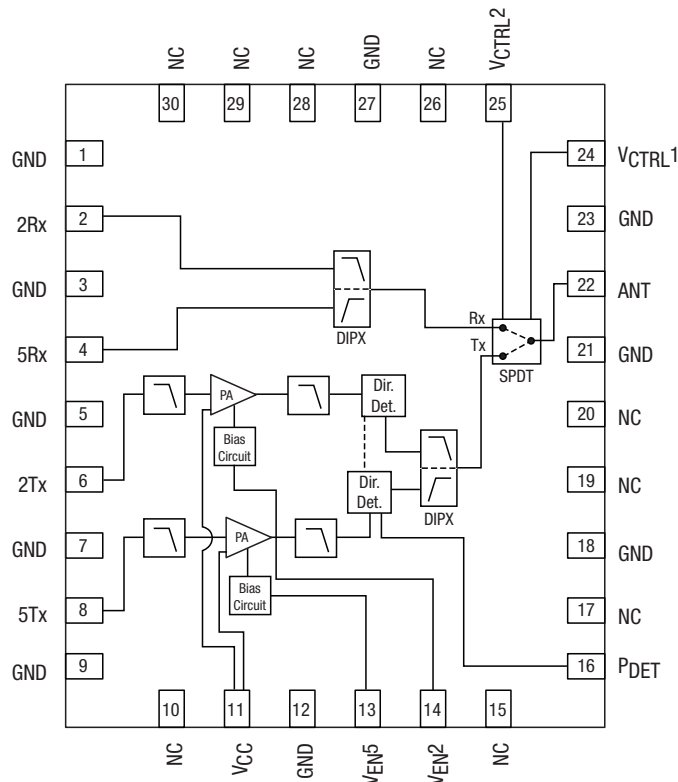 NC
NC
NC
GND
NC
VCTRL2
30
29
28
27
26
25
GND
1
24
VCTRL1
2Rx
2
23
GND
GND
3
DIPX
22
ANT
5Rx
4
Rx
Tx
SPDT
21
GND
GND
5
PA
Bias
Circuit
Dir.
Det.
20
NC
2Tx
6
Dir.
Det.
DIPX
19
NC
GND
7
PA
Bias
Circuit
18
GND
5Tx
8
17
NC
GND
9
16
PDET
10
11
12
13
14
15
NC
VCC
GND
VEN5
VEN2
NC